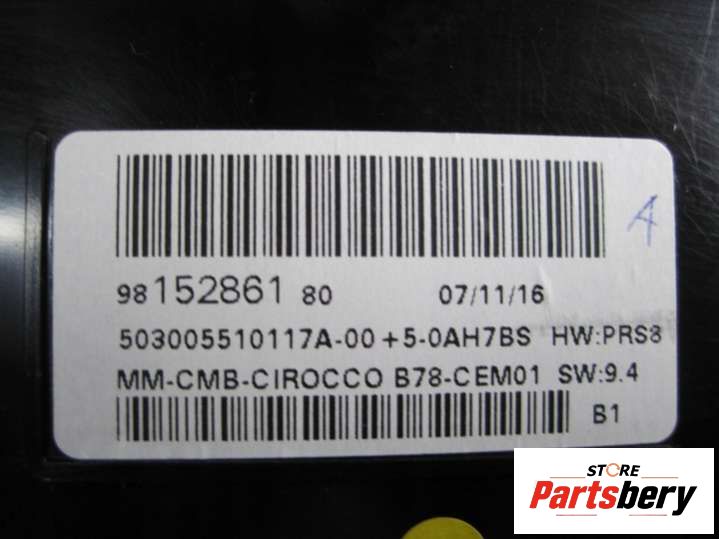 A
98 152861 80 07/11/16
503005510117A-00 +5-0AH7BS HW:PRS8
MM-CMB-CIROCCO B78-CEM01 SW:9.4
B1
STORE
Partsbery